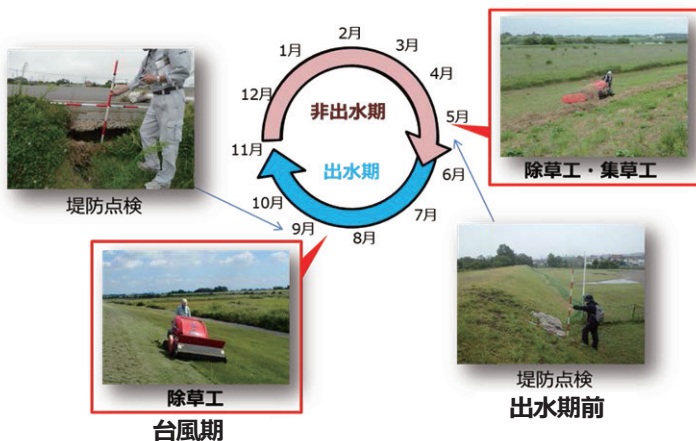 2月
1月
3月
4月
12月
5月
非出水期
除草工・集草工
11月
出水期
6月
堤防点検
10月
7月
9月
8月
除草工
台風期
堤防点検
出水期前